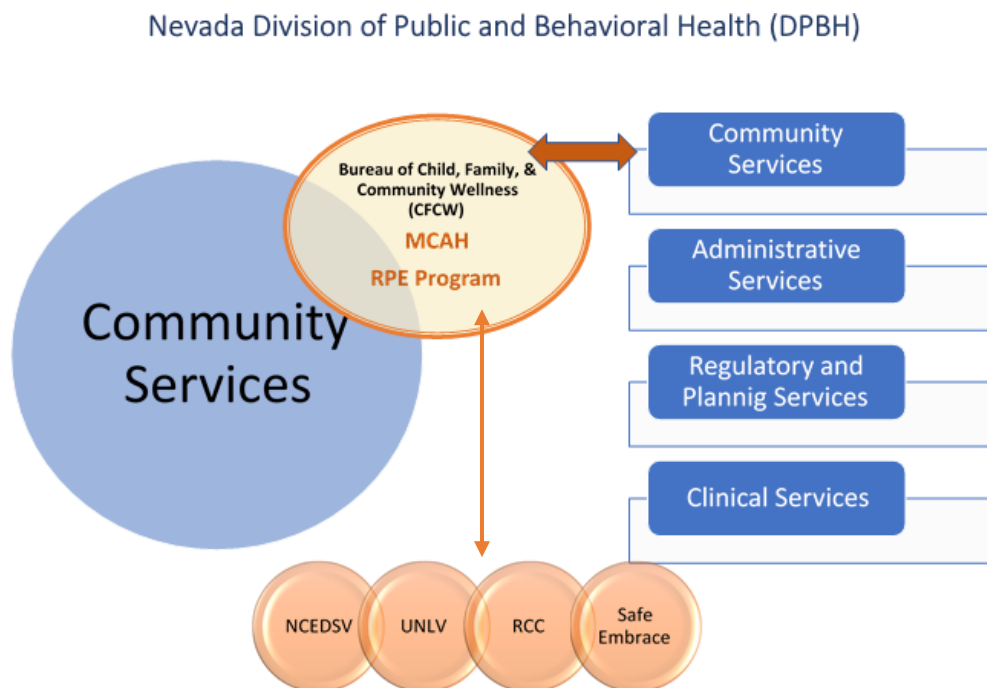 Nevada Division of Public and Behavioral Health (DPBH)
Bureau of Child, Family, &
Community Wellness
(CFCW)
MCAH
RPE Program
Community
Services
Community
Services
Administrative
Services
Regulatory and
Plannig Services
Clinical Services
NCEDSV
UNLV
RCC
Safe
Embrace